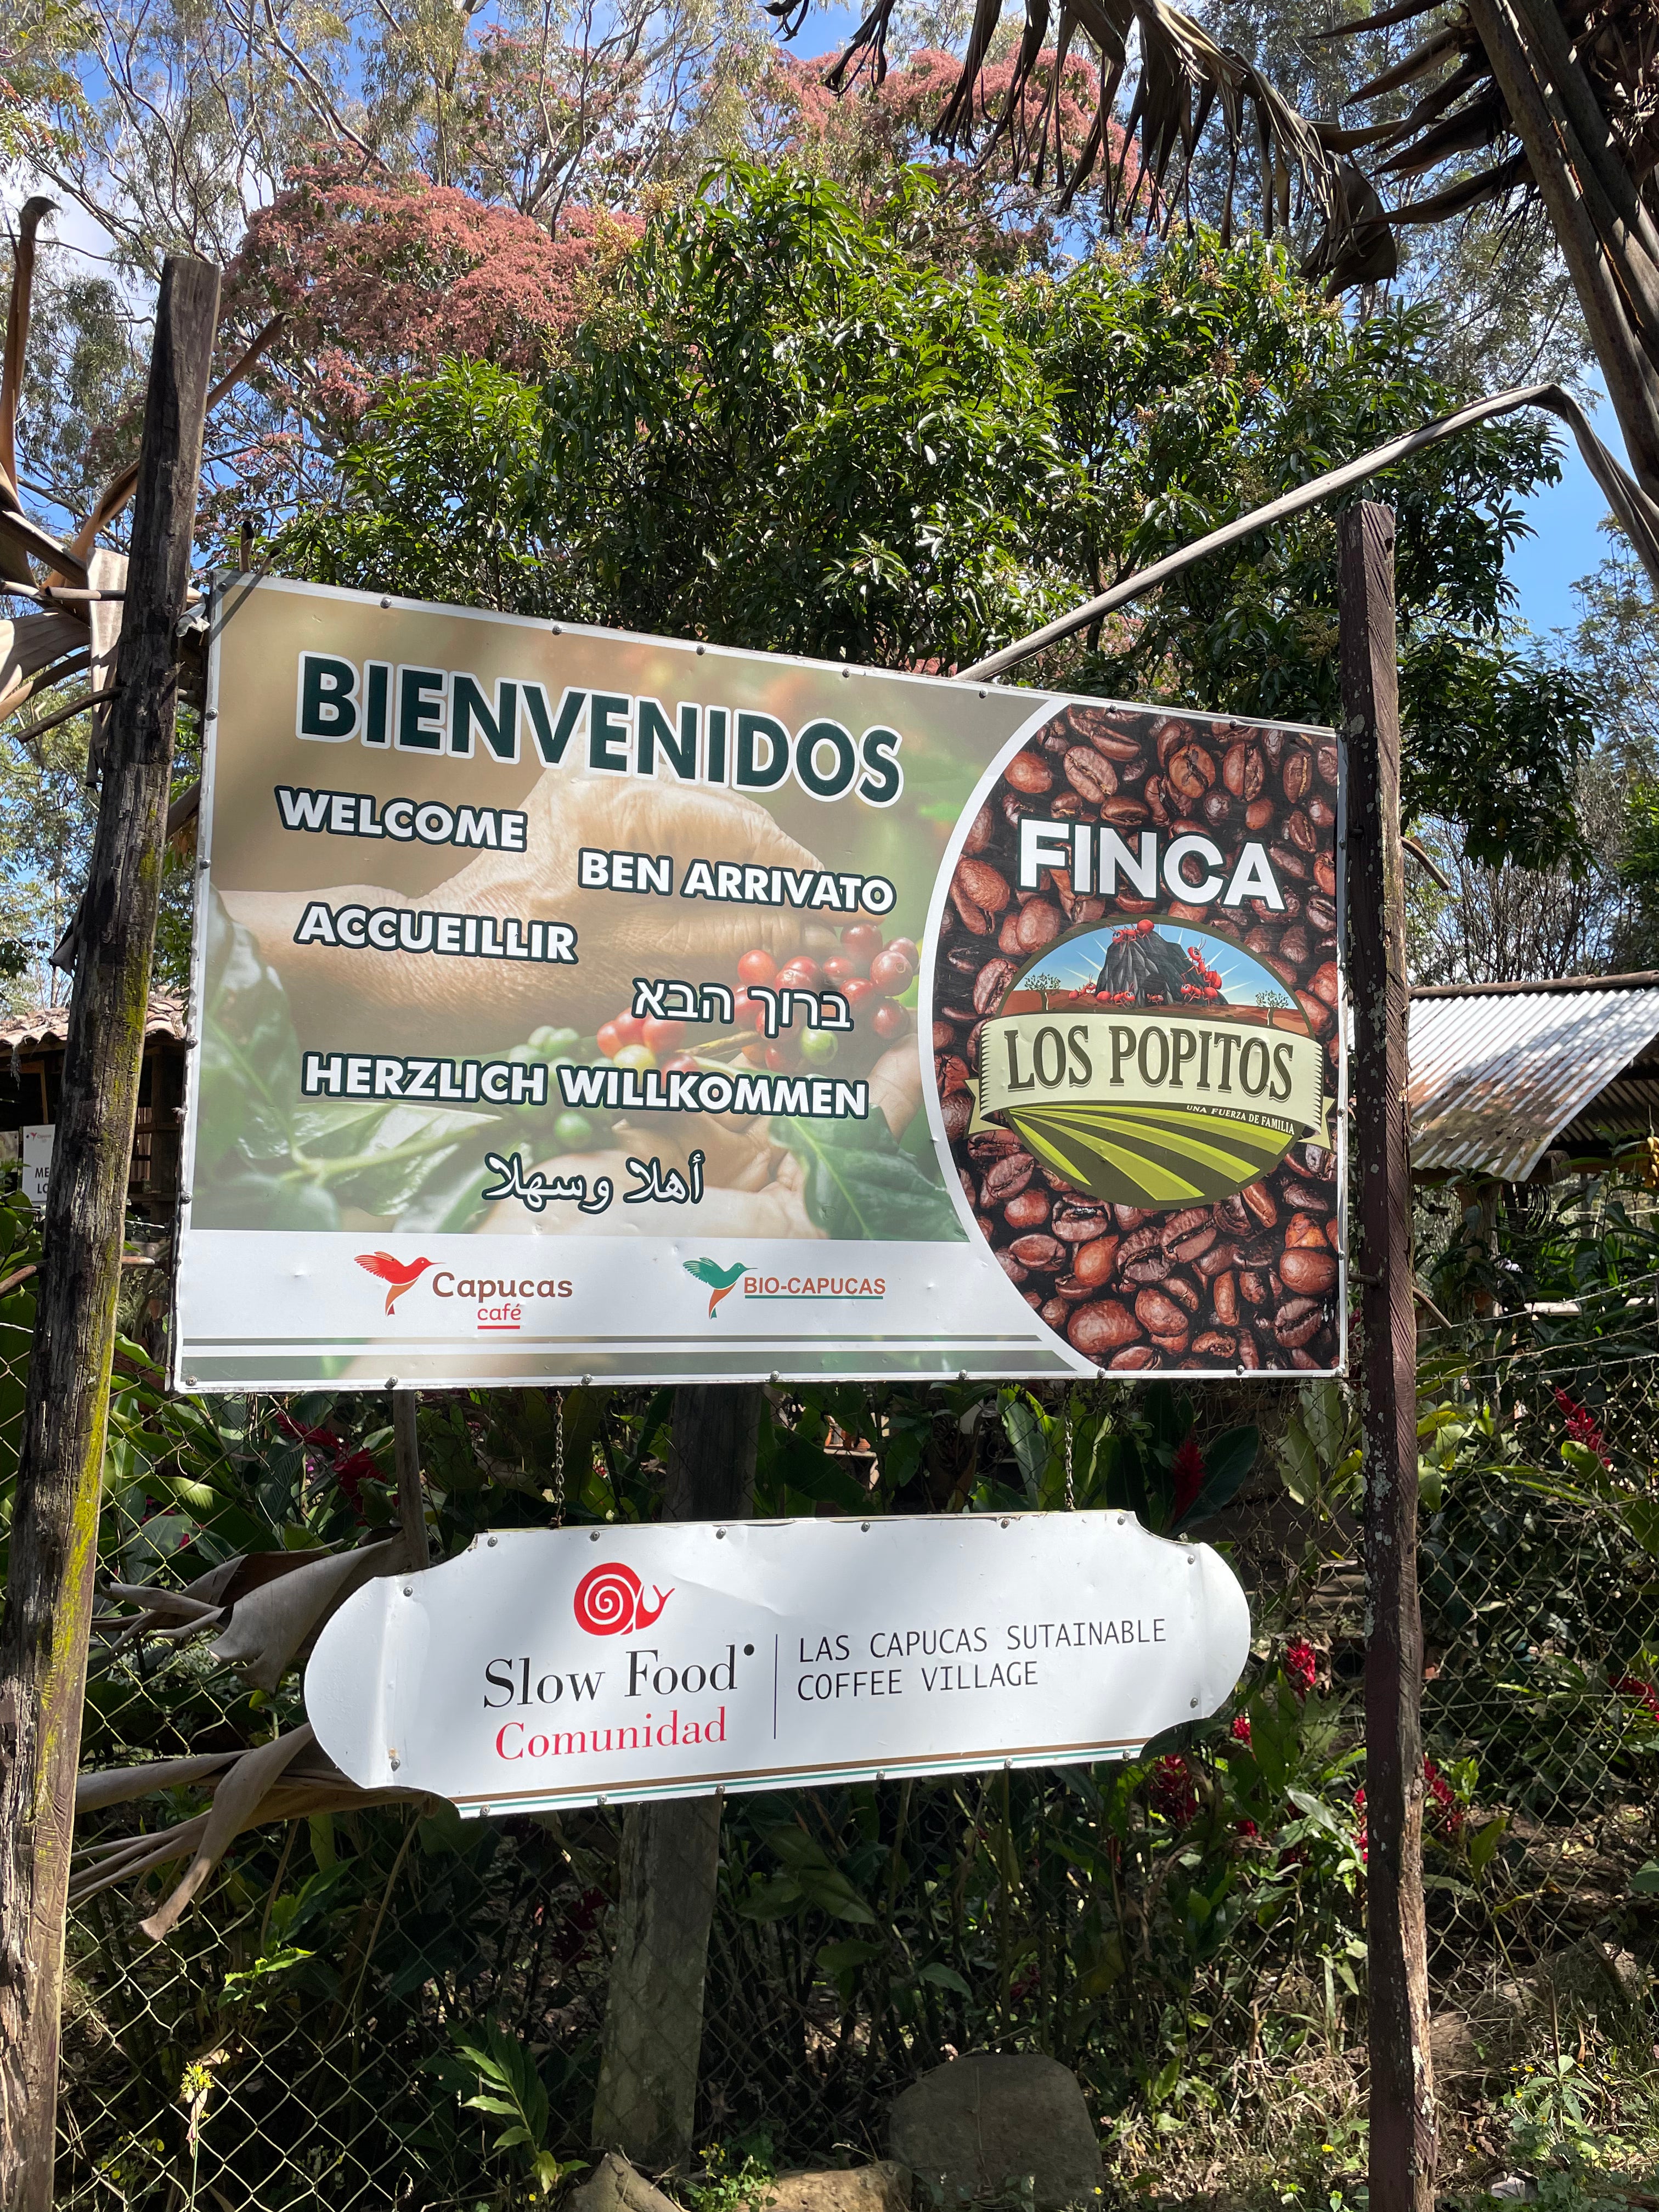 BIENVENIDOS
WELCOME
BEN ARRIVATO
ACCUEILLIR
ברוך הבא
HERZLICH WILLKOMMEN
أهلا وسهلا
Capucas
café
BIO-CAPUCAS
FINCA
LOS POPITOS
UNA FUERZA DE FAMILIA
Slow Food
Comunidad
LAS CAPUCAS SUTAINABLE
COFFEE VILLAGE